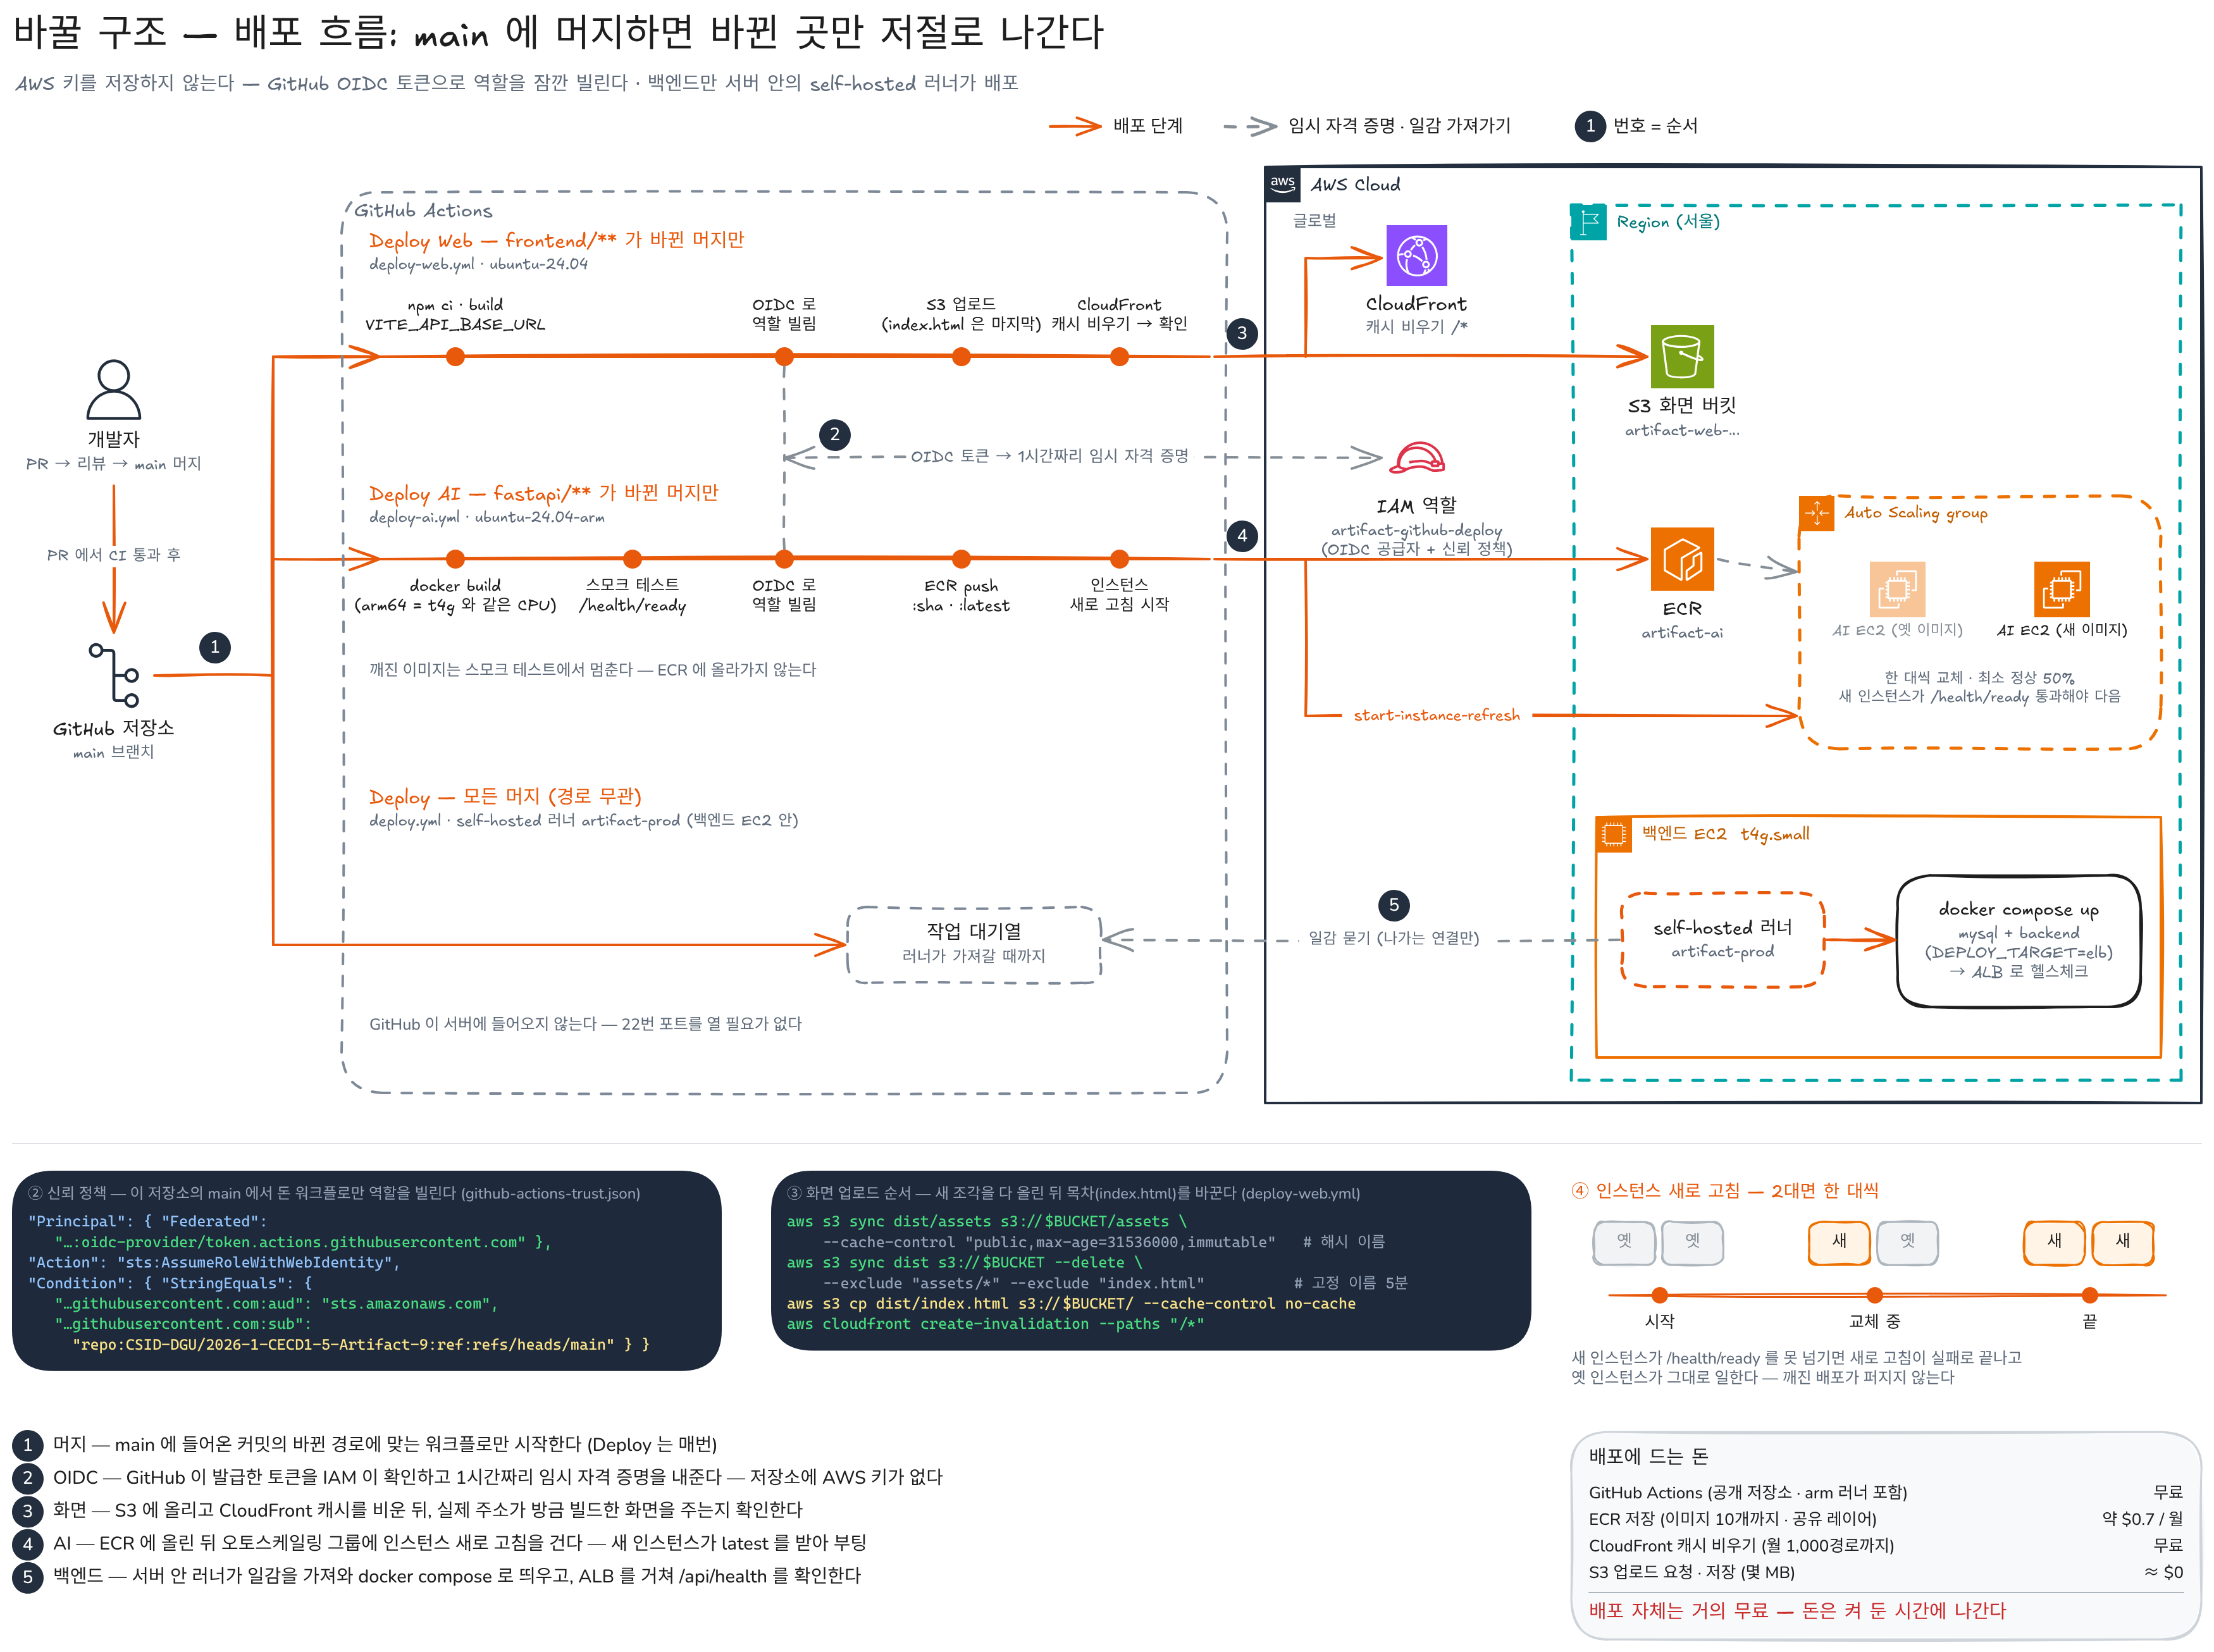 바꿀 구조 — 배포 흐름: main 에 머지하면 바뀐 곳만 저절로 나간다
AWS 키를 저장하지 않는다 — GitHub OIDC 토큰으로 역할을 잠깐 빌린다 · 백엔드만 서버 안의 self-hosted 러너가 배포
배포 단계
임시 자격 증명 · 일감 가져가기
1 번호 = 순서
개발자
PR → 리뷰 → main 머지
PR 에서 CI 통과 후
1
GitHub 저장소
main 브랜치
GitHub Actions
Deploy Web — frontend/** 가 바뀐 머지만
deploy-web.yml · ubuntu-24.04
npm ci · build
VITE_API_BASE_URL
OIDC 로
역할 빌림
S3 업로드
(index.html 은 마지막)
CloudFront
캐시 비우기 → 확인
3
2
OIDC 토큰 → 1시간짜리 임시 자격 증명
Deploy AI — fastapi/** 가 바뀐 머지만
deploy-ai.yml · ubuntu-24.04-arm
4
docker build
(arm64 = t4g 와 같은 CPU)
스모크 테스트
/health/ready
OIDC 로
역할 빌림
ECR push
:sha · :latest
인스턴스
새로 고침 시작
깨진 이미지는 스모크 테스트에서 멈춘다 — ECR 에 올라가지 않는다
Deploy — 모든 머지 (경로 무관)
deploy.yml · self-hosted 러너 artifact-prod (백엔드 EC2 안)
작업 대기열
러너가 가져갈 때까지
GitHub 이 서버에 들어오지 않는다 — 22번 포트를 열 필요가 없다
aws
AWS Cloud
글로벌
CloudFront
캐시 비우기 /*
IAM 역할
artifact-github-deploy
(OIDC 공급자 + 신뢰 정책)
start-instance-refresh
5
일감 묻기 (나가는 연결만)
Region (서울)
S3 화면 버킷
artifact-web-...
ECR
artifact-ai
Auto Scaling group
AI EC2 (옛 이미지)
AI EC2 (새 이미지)
한 대씩 교체 · 최소 정상 50%
새 인스턴스가 /health/ready 통과해야 다음
백엔드 EC2 t4g.small
self-hosted 러너
artifact-prod
docker compose up
mysql + backend
(DEPLOY_TARGET=elb)
→ ALB 로 헬스체크
② 신뢰 정책 — 이 저장소의 main 에서 돈 워크플로만 역할을 빌린다 (github-actions-trust.json)
"Principal": { "Federated":
"…:oidc-provider/token.actions.githubusercontent.com" },
"Action": "sts:AssumeRoleWithWebIdentity",
"Condition": { "StringEquals": {
"…githubusercontent.com:aud": "sts.amazonaws.com",
"…githubusercontent.com:sub":
"repo:CSID-DGU/2026-1-CECD1-5-Artifact-9:ref:refs/heads/main" } }
③ 화면 업로드 순서 — 새 조각을 다 올린 뒤 목차(index.html)를 바꾼다 (deploy-web.yml)
aws s3 sync dist/assets s3://$BUCKET/assets \
--cache-control "public,max-age=31536000,immutable" # 해시 이름
aws s3 sync dist s3://$BUCKET --delete \
--exclude "assets/*" --exclude "index.html" # 고정 이름 5분
aws s3 cp dist/index.html s3://$BUCKET/ --cache-control no-cache
aws cloudfront create-invalidation --paths "/*"
④ 인스턴스 새로 고침 — 2대면 한 대씩
옛 옛 새 옛 새 새
시작 교체 중 끝
새 인스턴스가 /health/ready 를 못 넘기면 새로 고침이 실패로 끝나고
옛 인스턴스가 그대로 일한다 — 깨진 배포가 퍼지지 않는다
1 머지 — main 에 들어온 커밋의 바뀐 경로에 맞는 워크플로만 시작한다 (Deploy 는 매번)
2 OIDC — GitHub 이 발급한 토큰을 IAM 이 확인하고 1시간짜리 임시 자격 증명을 내준다 — 저장소에 AWS 키가 없다
3 화면 — S3 에 올리고 CloudFront 캐시를 비운 뒤, 실제 주소가 방금 빌드한 화면을 주는지 확인한다
4 AI — ECR 에 올린 뒤 오토스케일링 그룹에 인스턴스 새로 고침을 건다 — 새 인스턴스가 latest 를 받아 부팅
5 백엔드 — 서버 안 러너가 일감을 가져와 docker compose 로 띄우고, ALB 를 거쳐 /api/health 를 확인한다
배포에 드는 돈
GitHub Actions (공개 저장소 · arm 러너 포함) 무료
ECR 저장 (이미지 10개까지 · 공유 레이어) 약 $0.7 / 월
CloudFront 캐시 비우기 (월 1,000경로까지) 무료
S3 업로드 요청 · 저장 (몇 MB) ≈ $0
배포 자체는 거의 무료 — 돈은 켜 둔 시간에 나간다